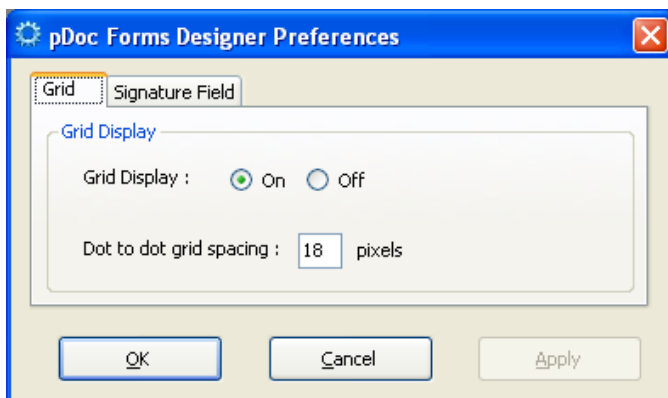 pDoc Forms Designer Preferences
Grid Signature Field
Grid Display
Grid Display : On Off
Dot to dot grid spacing : 18 pixels
OK Cancel Apply